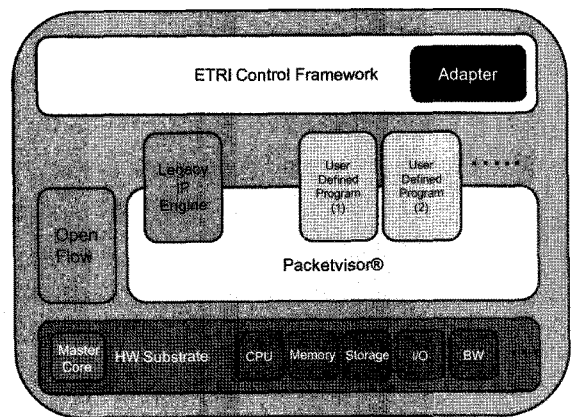 ETRI Control Framework
Adapter
Legacy
IP
Engine
User
Defined
Program
(1)
User
Defined
Program
(2)
.....
Open
Flow
Packetvisor®
Master
Core
HW Substrate
CPU
Memory
Storage
I/O
BW